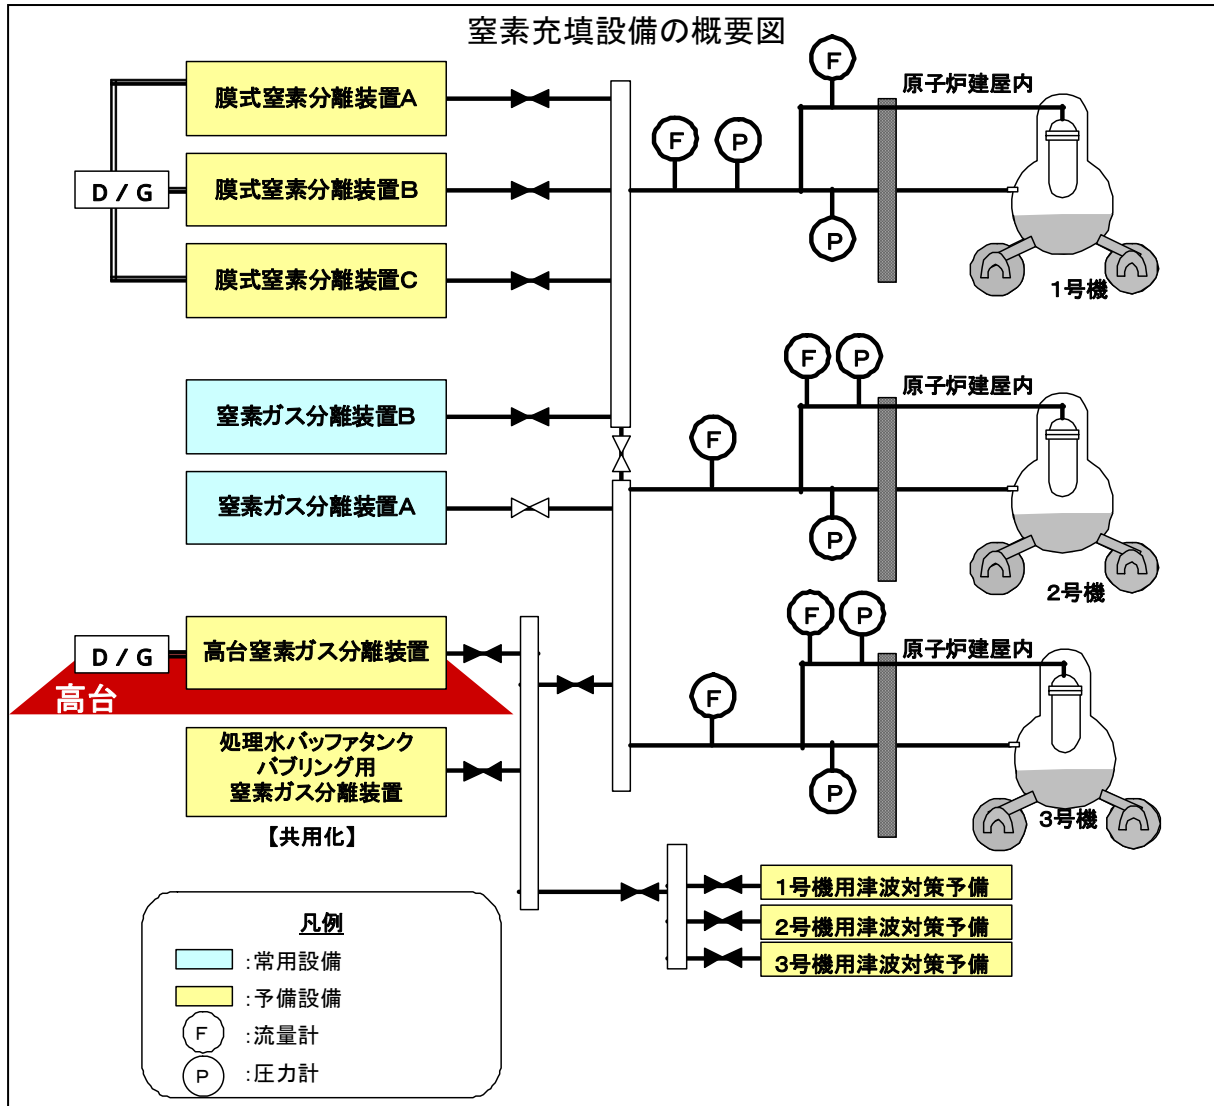 窒素充填設備の概要図
膜式窒素分離装置A
膜式窒素分離装置B
膜式窒素分離装置C
D / G
窒素ガス分離装置B
窒素ガス分離装置A
D / G
高台窒素ガス分離装置
高台
処理水バッファタンク
バブリング用
窒素ガス分離装置
【共用化】
F
P
F
P
原子炉建屋内
1号機
F
F
P
P
原子炉建屋内
2号機
F
F
P
P
原子炉建屋内
3号機
1号機用津波対策予備
2号機用津波対策予備
3号機用津波対策予備
凡例
:常用設備
:予備設備
F :流量計
P :圧力計